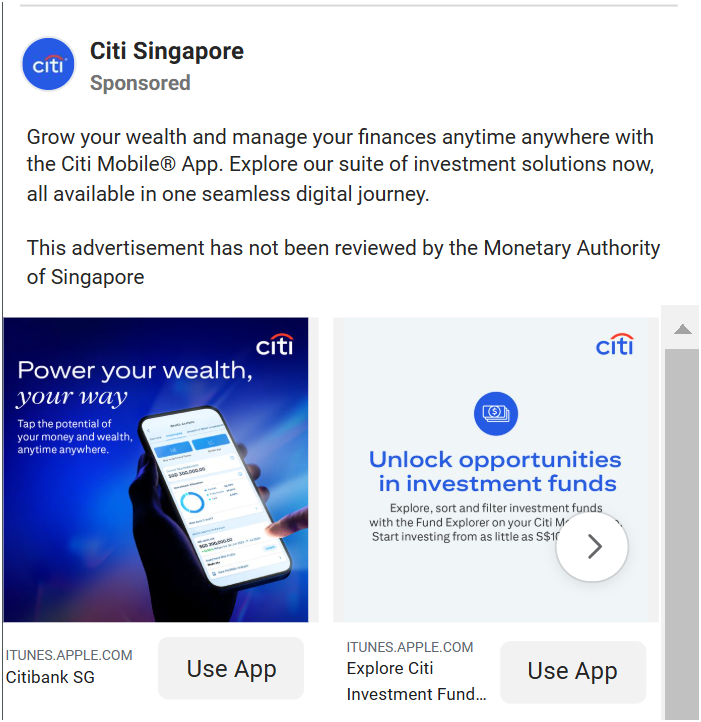 citi
Citi Singapore
Sponsored
Grow your wealth and manage your finances anytime anywhere with
the Citi Mobile® App. Explore our suite of investment solutions now,
all available in one seamless digital journey.
This advertisement has not been reviewed by the Monetary Authority
of Singapore
citi
Power your wealth,
your way
Tap the potential of
your money and wealth,
anytime anywhere.
citi
Unlock opportunities
in investment funds
Explore, sort and filter investment funds
with the Fund Explorer on your Citi
Start investing from as little as
ITUNES.APPLE.COM
Citibank SG
Use App
ITUNES.APPLE.COM
Explore Citi
Investment Fund...
Use App